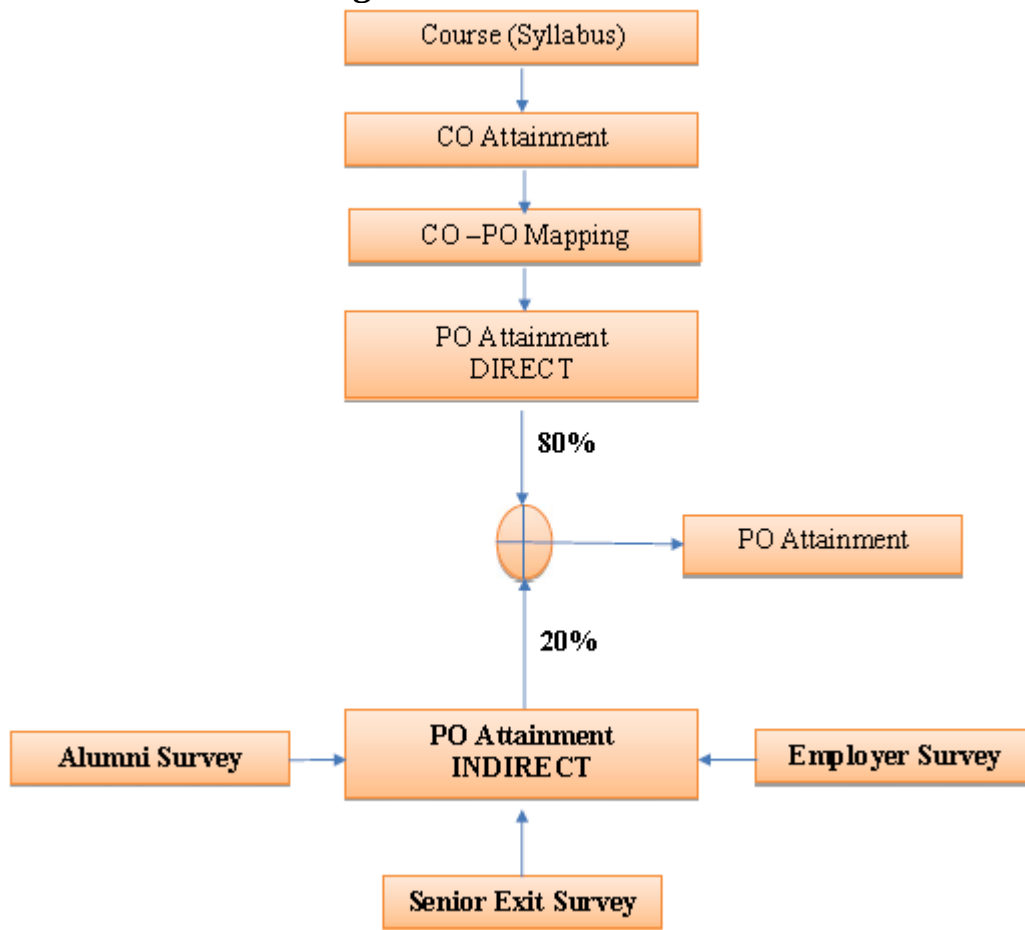 Course (Syllabus)
CO Attainment
CO –PO Mapping
PO Attainment
DIRECT
80%
PO Attainment
20%
Alumni Survey
PO Attainment
INDIRECT
Employer Survey
Senior Exit Survey